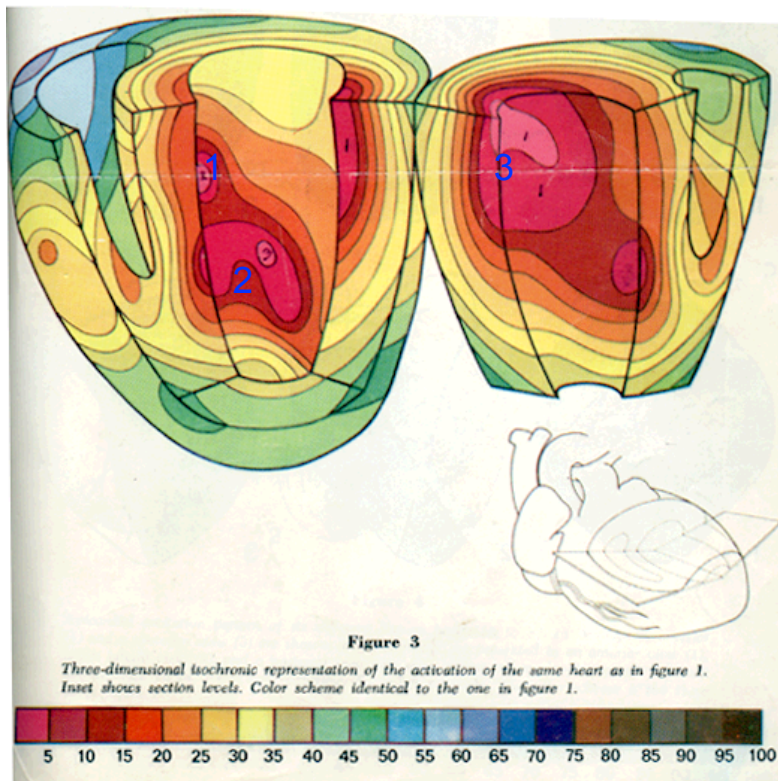 1
1
2
3
1
Figure 3
Three-dimensional isochronic representation of the activation of the same heart as in figure 1.
Inset shows section levels. Color scheme identical to the one in figure 1.
5 10 15 20 25 30 35 40 45 50 55 60 65 70 75 80 85 90 95 100